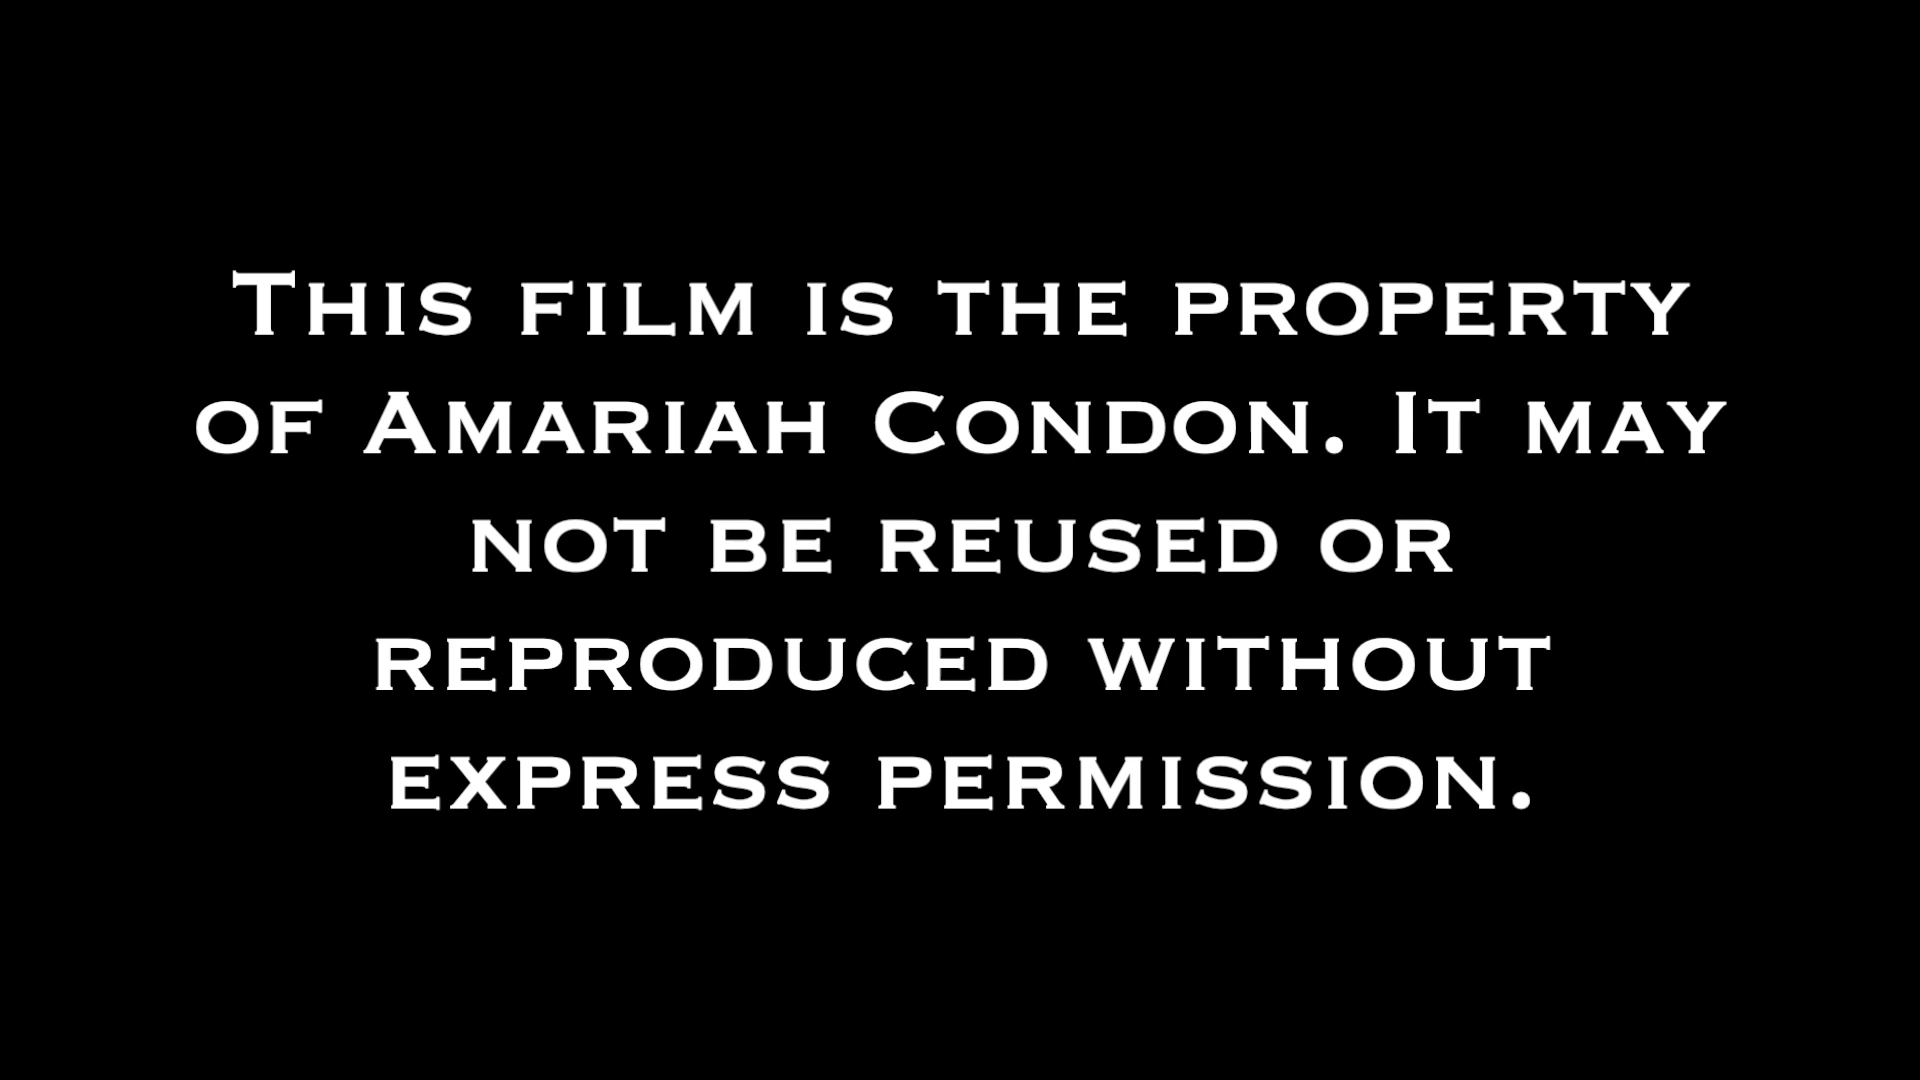 This film is the property
of Amariah Condon. It may
not be reused or
reproduced without
express permission.